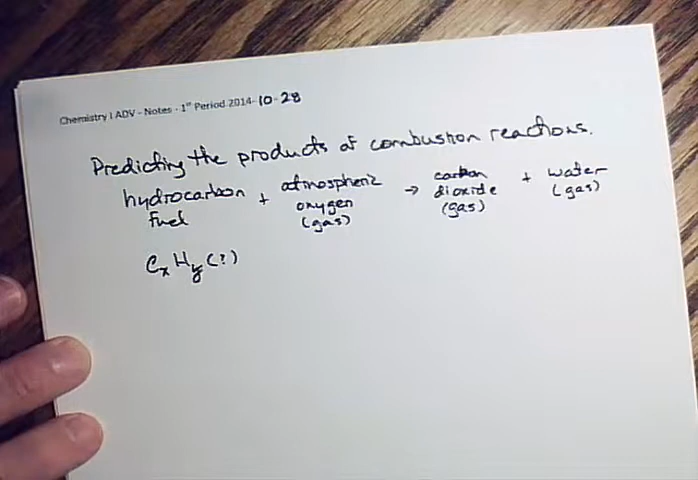 Chemistry I ADV - Notes - 1st Period 2014-10-28
Predicting the products of combustion reactions.
hydrocarbon fuel + atmospheric oxygen (gas) → carbon dioxide (gas) + water (gas)
CxHy(?)